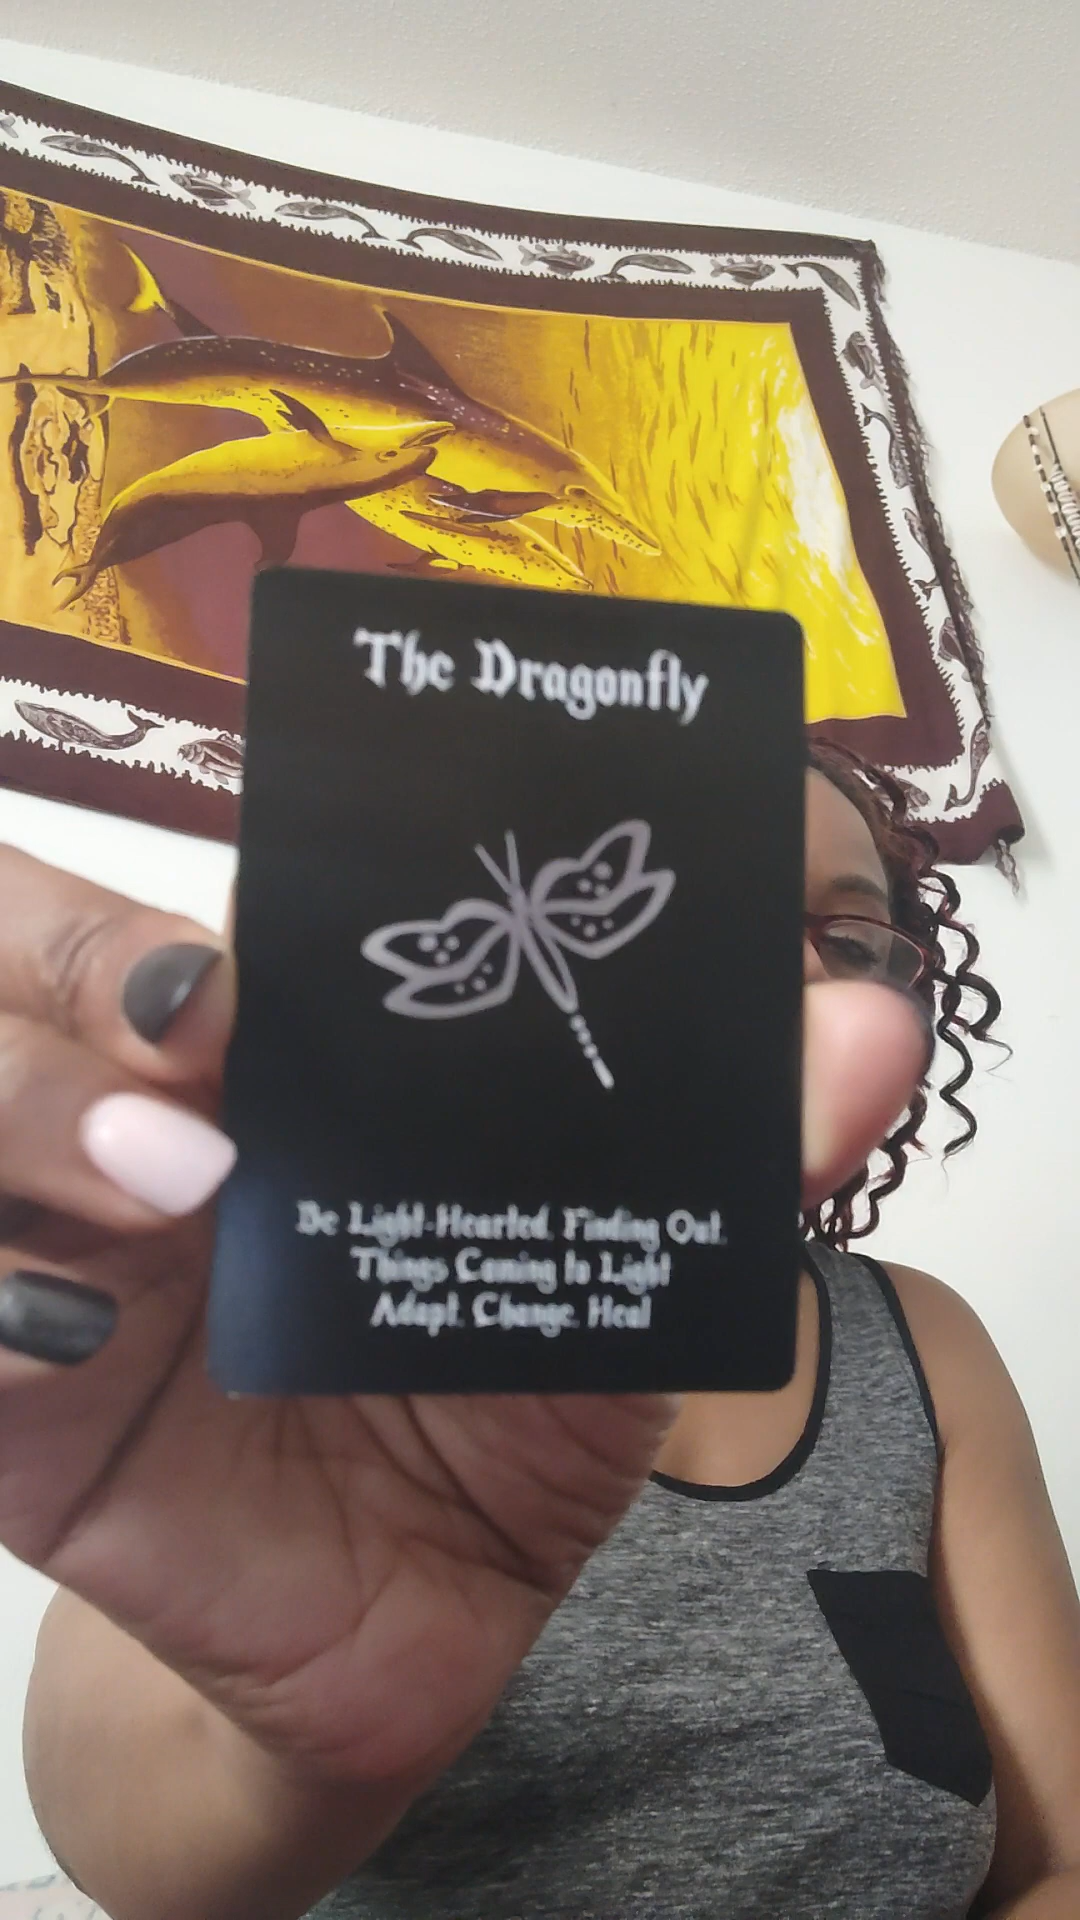 The Dragonfly
Be Light-Hearted. Finding Out.
Things Coming to Light
Adapt. Change. Heal